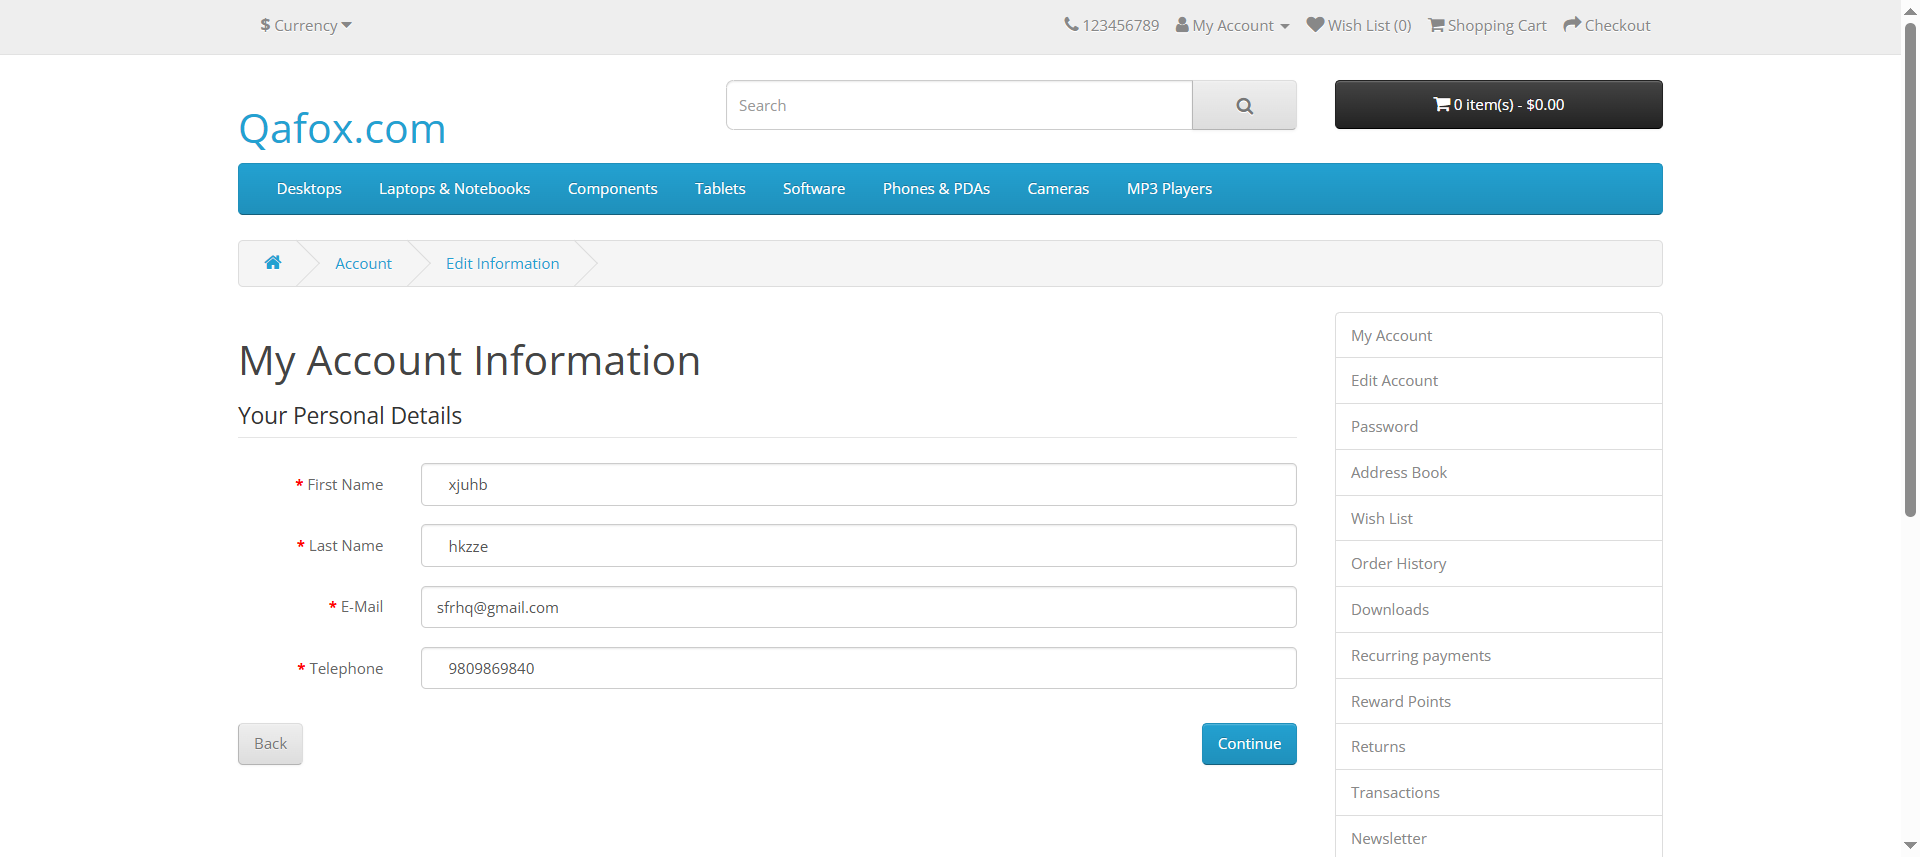 $ Currency
123456789 My Account Wish List (0) Shopping Cart Checkout
Qafox.com
Search
0 item(s) - $0.00
Desktops Laptops & Notebooks Components Tablets Software Phones & PDAs Cameras MP3 Players
Account Edit Information
My Account Information
Your Personal Details
* First Name xjuhb
* Last Name hkzze
* E-Mail sfrhq@gmail.com
* Telephone 9809869840
Back Continue
My Account
Edit Account
Password
Address Book
Wish List
Order History
Downloads
Recurring payments
Reward Points
Returns
Transactions
Newsletter